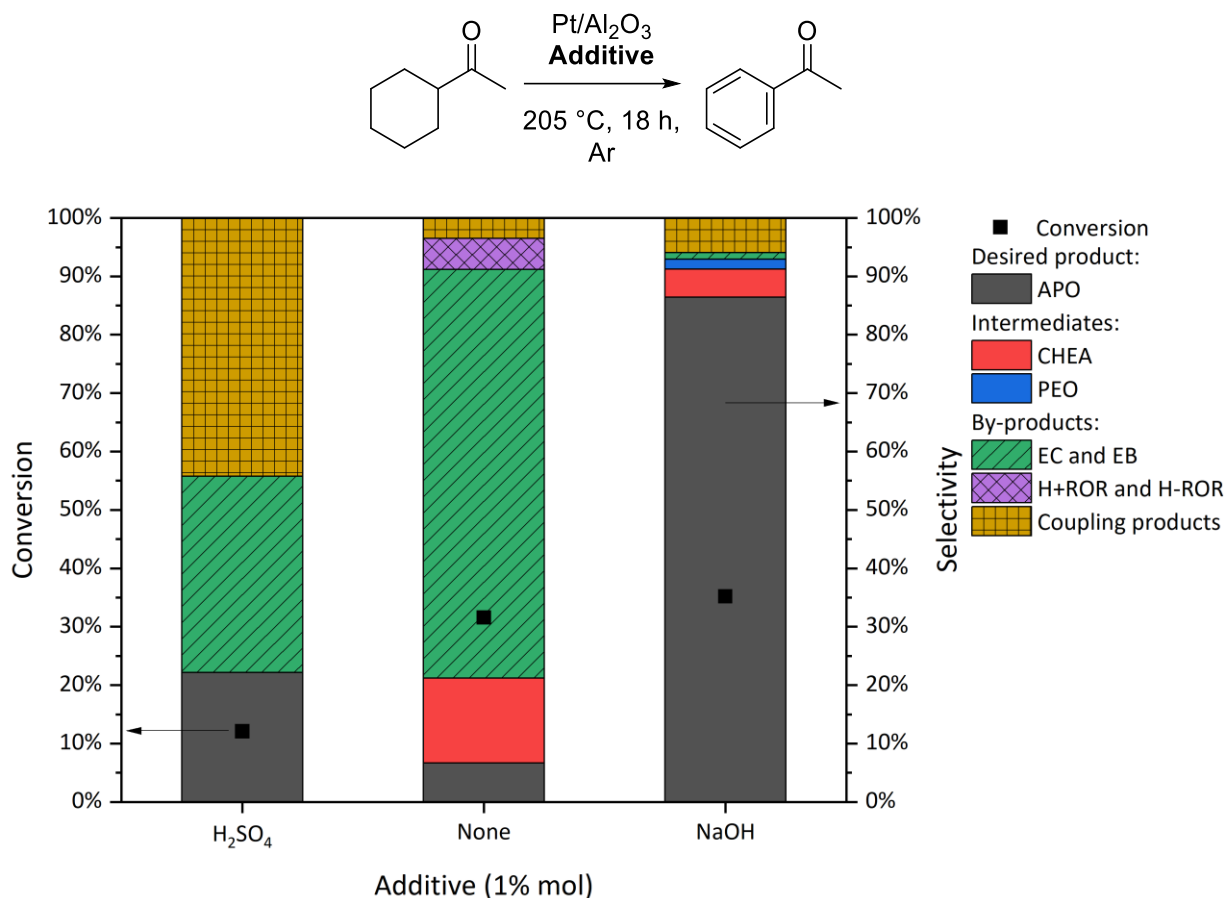 O
Pt/Al₂O₃
Additive
205 °C, 18 h,
Ar
O
100%
90%
80%
70%
60%
50%
40%
30%
20%
10%
0%
Conversion
H₂SO₄
None
NaOH
Additive (1% mol)
100%
90%
80%
70%
60%
50%
40%
30%
20%
10%
0%
Selectivity
Conversion
Desired product:
APO
Intermediates:
CHEA
PEO
By-products:
EC and EB
H+ROR and H-ROR
Coupling products